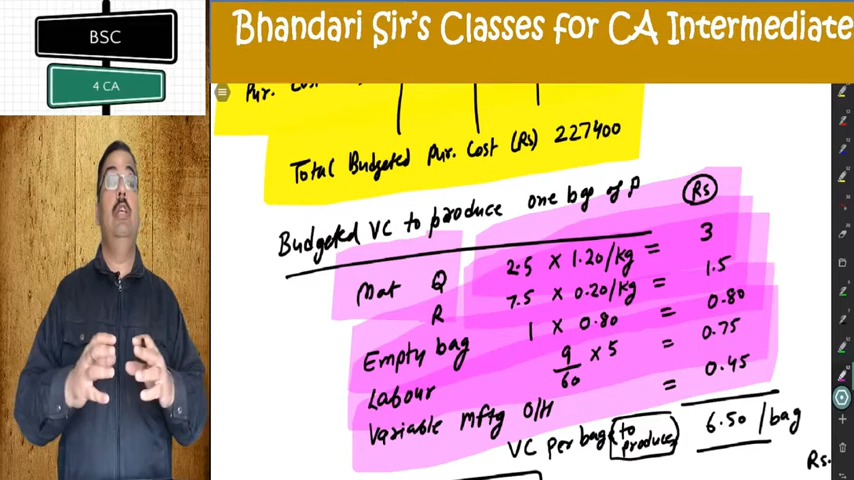 BSC
4 CA
Bhandari Sir's Classes for CA Intermediate
Pur. Cost
Total Budgeted Pur. Cost (Rs) 227400
Budgeted VC to produce one bag of P Rs
Mat Q 2.5 x 1.20/kg = 3
R 7.5 x 0.20/kg = 1.5
Empty bag 1 x 0.80 = 0.80
Labour 9/60 x 5 = 0.75
Variable Mftg O/H = 0.45
VC per bag (to produce) 6.50 /bag
Rs.